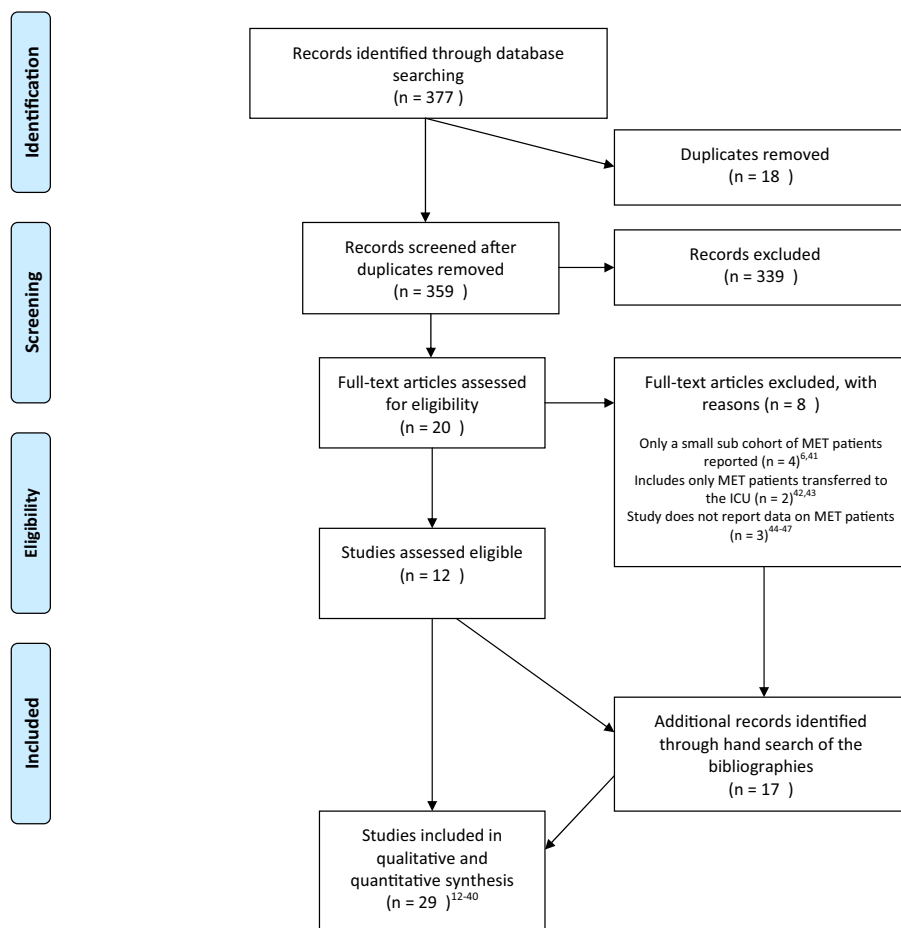 Identification
Records identified through database
searching
(n = 377 )
Duplicates removed
(n = 18 )
Screening
Records screened after
duplicates removed
(n = 359 )
Records excluded
(n = 339 )
Full-text articles assessed
for eligibility
(n = 20 )
Full-text articles excluded, with
reasons (n = 8 )
Only a small sub cohort of MET patients
reported (n = 4)6,41
Includes only MET patients transferred to
the ICU (n = 2)42,43
Study does not report data on MET patients
(n = 3)44-47
Eligibility
Studies assessed eligible
(n = 12 )
Included
Additional records identified
through hand search of the
bibliographies
(n = 17 )
Studies included in
qualitative and
quantitative synthesis
(n = 29 )12-40